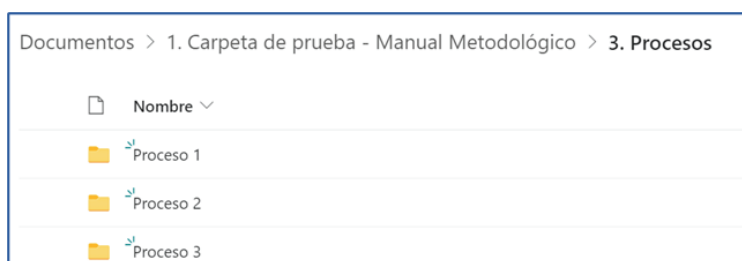 Documentos > 1. Carpeta de prueba - Manual Metodológico > 3. Procesos
Nombre
Proceso 1
Proceso 2
Proceso 3